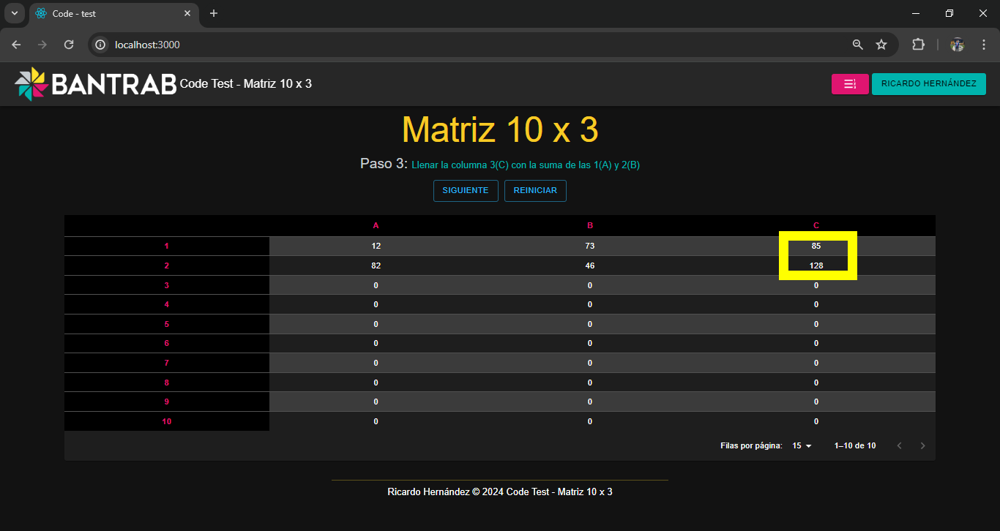 Code - test
localhost:3000
BANTRAB Code Test - Matriz 10 x 3
RICARDO HERNÁNDEZ
Matriz 10 x 3
Paso 3: Llenar la columna 3(C) con la suma de las 1(A) y 2(B)
SIGUIENTE REINICIAR
A B C
1 12 73 85
2 82 46 128
3 0 0 0
4 0 0 0
5 0 0 0
6 0 0 0
7 0 0 0
8 0 0 0
9 0 0 0
10 0 0 0
Filas por página: 15 1–10 de 10
Ricardo Hernández © 2024 Code Test - Matriz 10 x 3